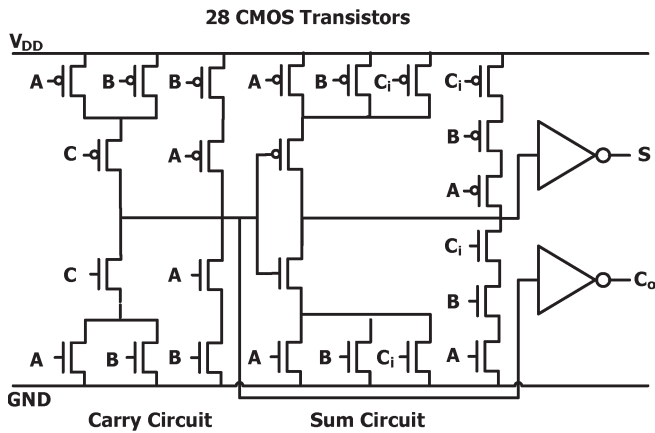 28 CMOS Transistors
VDD
A B B A B Ci Ci
C A B S
A
C A Ci
B Co
A B B A B Ci A
GND
Carry Circuit Sum Circuit